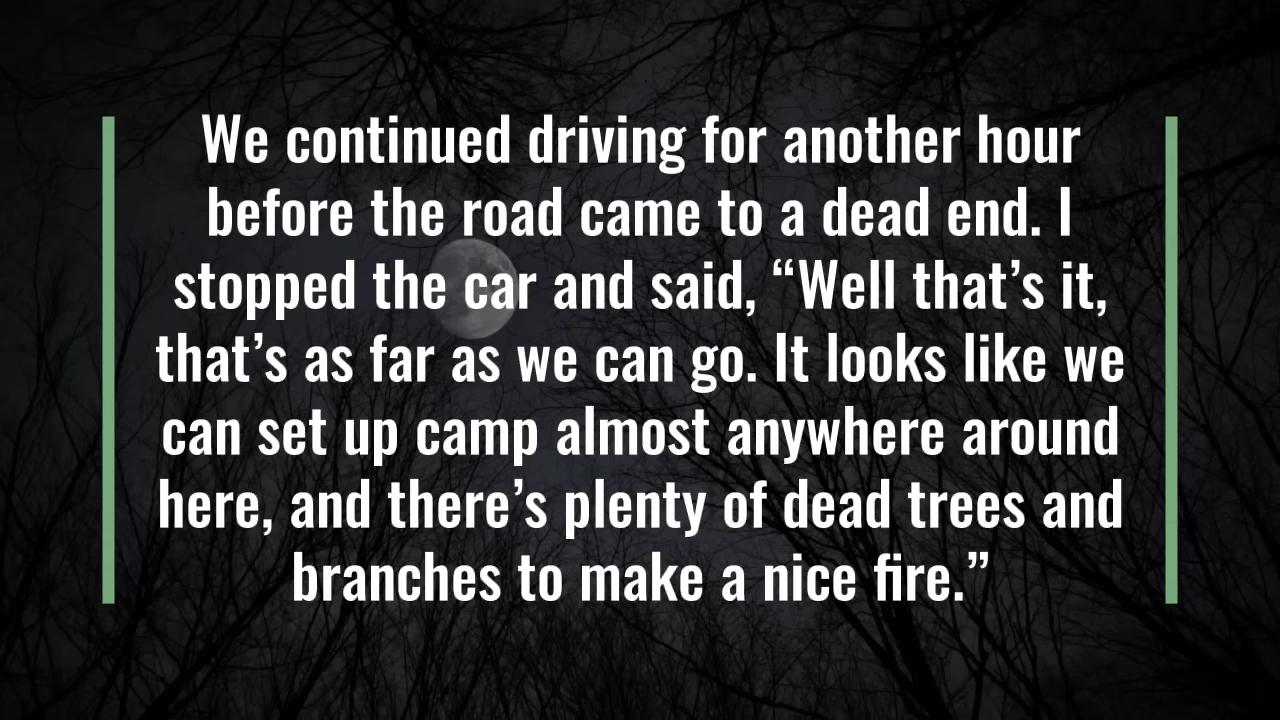 We continued driving for another hour
before the road came to a dead end. I
stopped the car and said, “Well that’s it,
that’s as far as we can go. It looks like we
can set up camp almost anywhere around
here, and there’s plenty of dead trees and
branches to make a nice fire.”